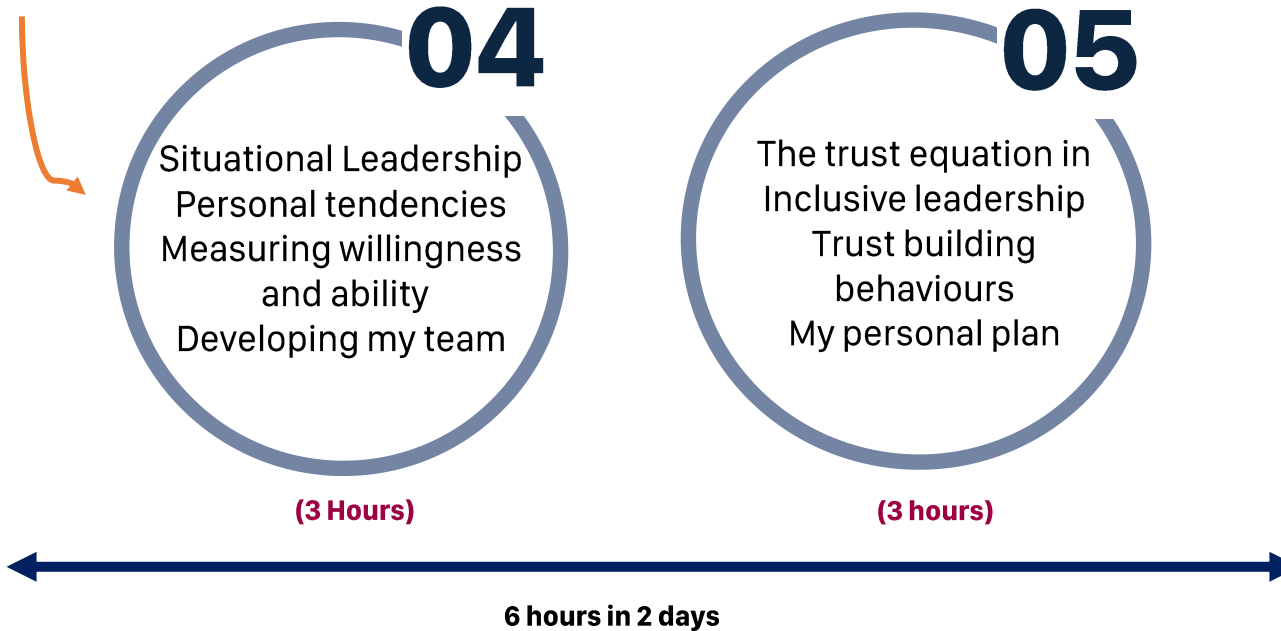 04
Situational Leadership
Personal tendencies
Measuring willingness
and ability
Developing my team
(3 Hours)
05
The trust equation in
Inclusive leadership
Trust building
behaviours
My personal plan
(3 hours)
6 hours in 2 days